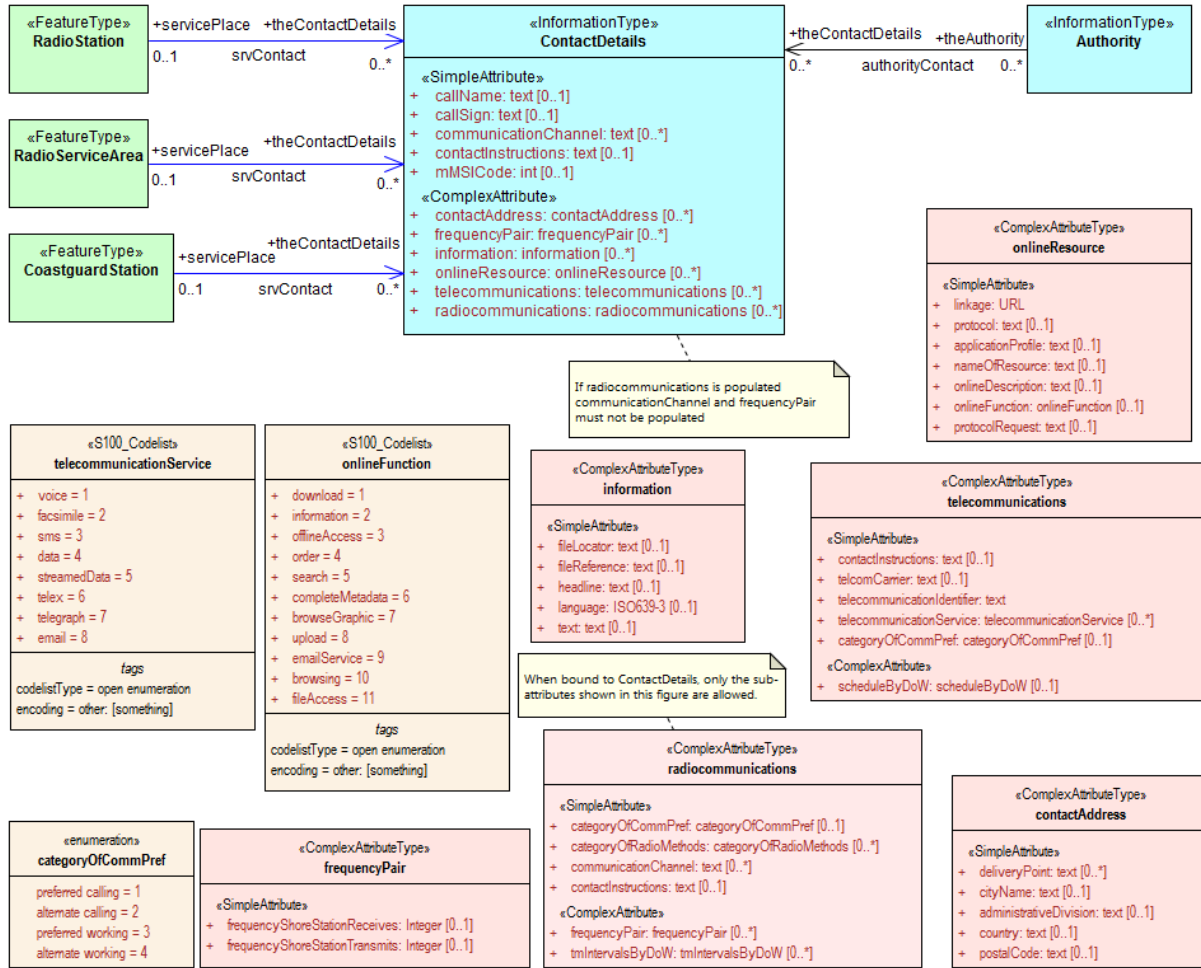 «FeatureType»
RadioStation
+servicePlace
+theContactDetails
0..1
srvContact
0..*
«InformationType»
ContactDetails
«SimpleAttribute»
+ callName: text [0..1]
+ callSign: text [0..1]
+ communicationChannel: text [0..*]
+ contactInstructions: text [0..1]
+ mMSICode: int [0..1]
«ComplexAttribute»
+ contactAddress: contactAddress [0..*]
+ frequencyPair: frequencyPair [0..*]
+ information: information [0..*]
+ onlineResource: onlineResource [0..*]
+ telecommunications: telecommunications [0..*]
+ radiocommunications: radiocommunications [0..*]
+theContactDetails
+theAuthority
0..*
authorityContact
0..*
«InformationType»
Authority
«FeatureType»
RadioServiceArea
+servicePlace
+theContactDetails
0..1
srvContact
0..*
«FeatureType»
CoastguardStation
+servicePlace
+theContactDetails
0..1
srvContact
0..*
If radiocommunications is populated
communicationChannel and frequencyPair
must not be populated
«ComplexAttributeType»
onlineResource
«SimpleAttribute»
+ linkage: URL
+ protocol: text [0..1]
+ applicationProfile: text [0..1]
+ nameOfResource: text [0..1]
+ onlineDescription: text [0..1]
+ onlineFunction: onlineFunction [0..1]
+ protocolRequest: text [0..1]
«S100_Codelist»
telecommunicationService
+ voice = 1
+ facsimile = 2
+ sms = 3
+ data = 4
+ streamedData = 5
+ telex = 6
+ telegraph = 7
+ email = 8
tags
codelistType = open enumeration
encoding = other: [something]
«S100_Codelist»
onlineFunction
+ download = 1
+ information = 2
+ offlineAccess = 3
+ order = 4
+ search = 5
+ completeMetadata = 6
+ browseGraphic = 7
+ upload = 8
+ emailService = 9
+ browsing = 10
+ fileAccess = 11
tags
codelistType = open enumeration
encoding = other: [something]
«ComplexAttributeType»
information
«SimpleAttribute»
+ fileLocator: text [0..1]
+ fileReference: text [0..1]
+ headline: text [0..1]
+ language: ISO639-3 [0..1]
+ text: text [0..1]
«ComplexAttributeType»
telecommunications
«SimpleAttribute»
+ contactInstructions: text [0..1]
+ telcomCarrier: text [0..1]
+ telecommunicationIdentifier: text
+ telecommunicationService: telecommunicationService [0..*]
+ categoryOfCommPref: categoryOfCommPref [0..1]
«ComplexAttribute»
+ scheduleByDoW: scheduleByDoW [0..1]
When bound to ContactDetails, only the sub-
attributes shown in this figure are allowed.
«ComplexAttributeType»
radiocommunications
«SimpleAttribute»
+ categoryOfCommPref: categoryOfCommPref [0..1]
+ categoryOfRadioMethods: categoryOfRadioMethods [0..*]
+ communicationChannel: text [0..*]
+ contactInstructions: text [0..1]
«ComplexAttribute»
+ frequencyPair: frequencyPair [0..*]
+ tmIntervalsByDoW: tmIntervalsByDoW [0..*]
«ComplexAttributeType»
contactAddress
«SimpleAttribute»
+ deliveryPoint: text [0..*]
+ cityName: text [0..1]
+ administrativeDivision: text [0..1]
+ country: text [0..1]
+ postalCode: text [0..1]
«enumeration»
categoryOfCommPref
preferred calling = 1
alternate calling = 2
preferred working = 3
alternate working = 4
«ComplexAttributeType»
frequencyPair
«SimpleAttribute»
+ frequencyShoreStationReceives: Integer [0..1]
+ frequencyShoreStationTransmits: Integer [0..1]